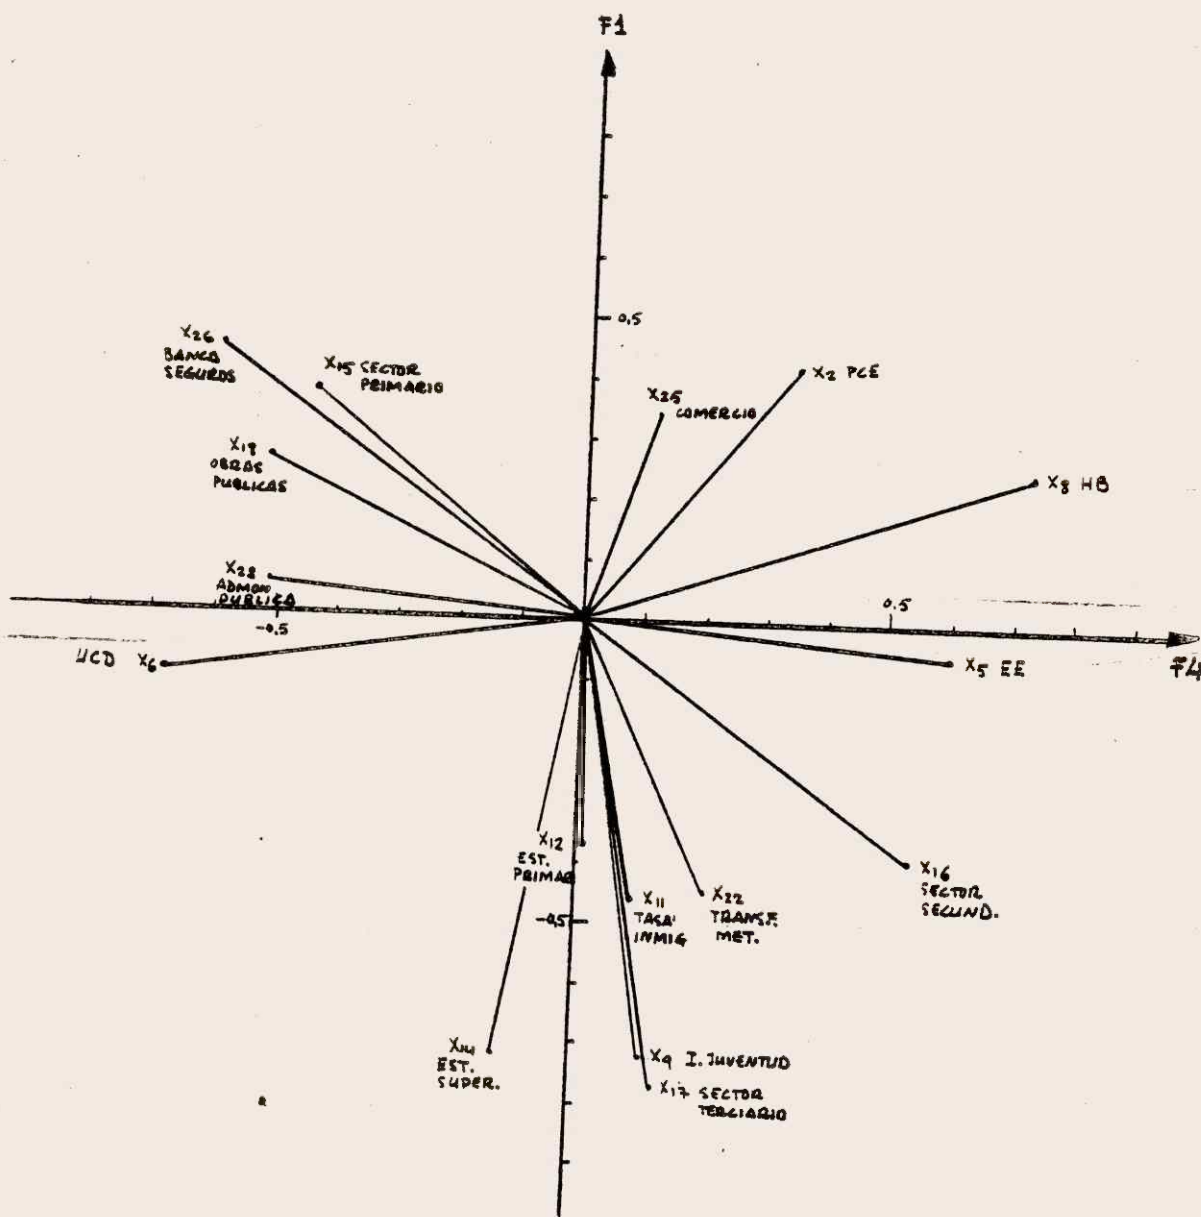 F1
0.5
X26
BANCA
SEGUROS
X15 SECTOR
PRIMARIO
X25 COMERCIO
X2 PCE
X18
OBRAS
PUBLICAS
X8 HB
X28
ADMON
PUBLICA
-0.5
0.5
UCD X6
X5 EE
F4
X12
EST.
PRIMAR
X16
SECTOR
SECUND.
X11
TASA
INMIG
X22
TRANSF.
MET.
-0.5
X14
EST.
SUPER.
X9 I. JUVENTUD
X17 SECTOR
TERCIARIO